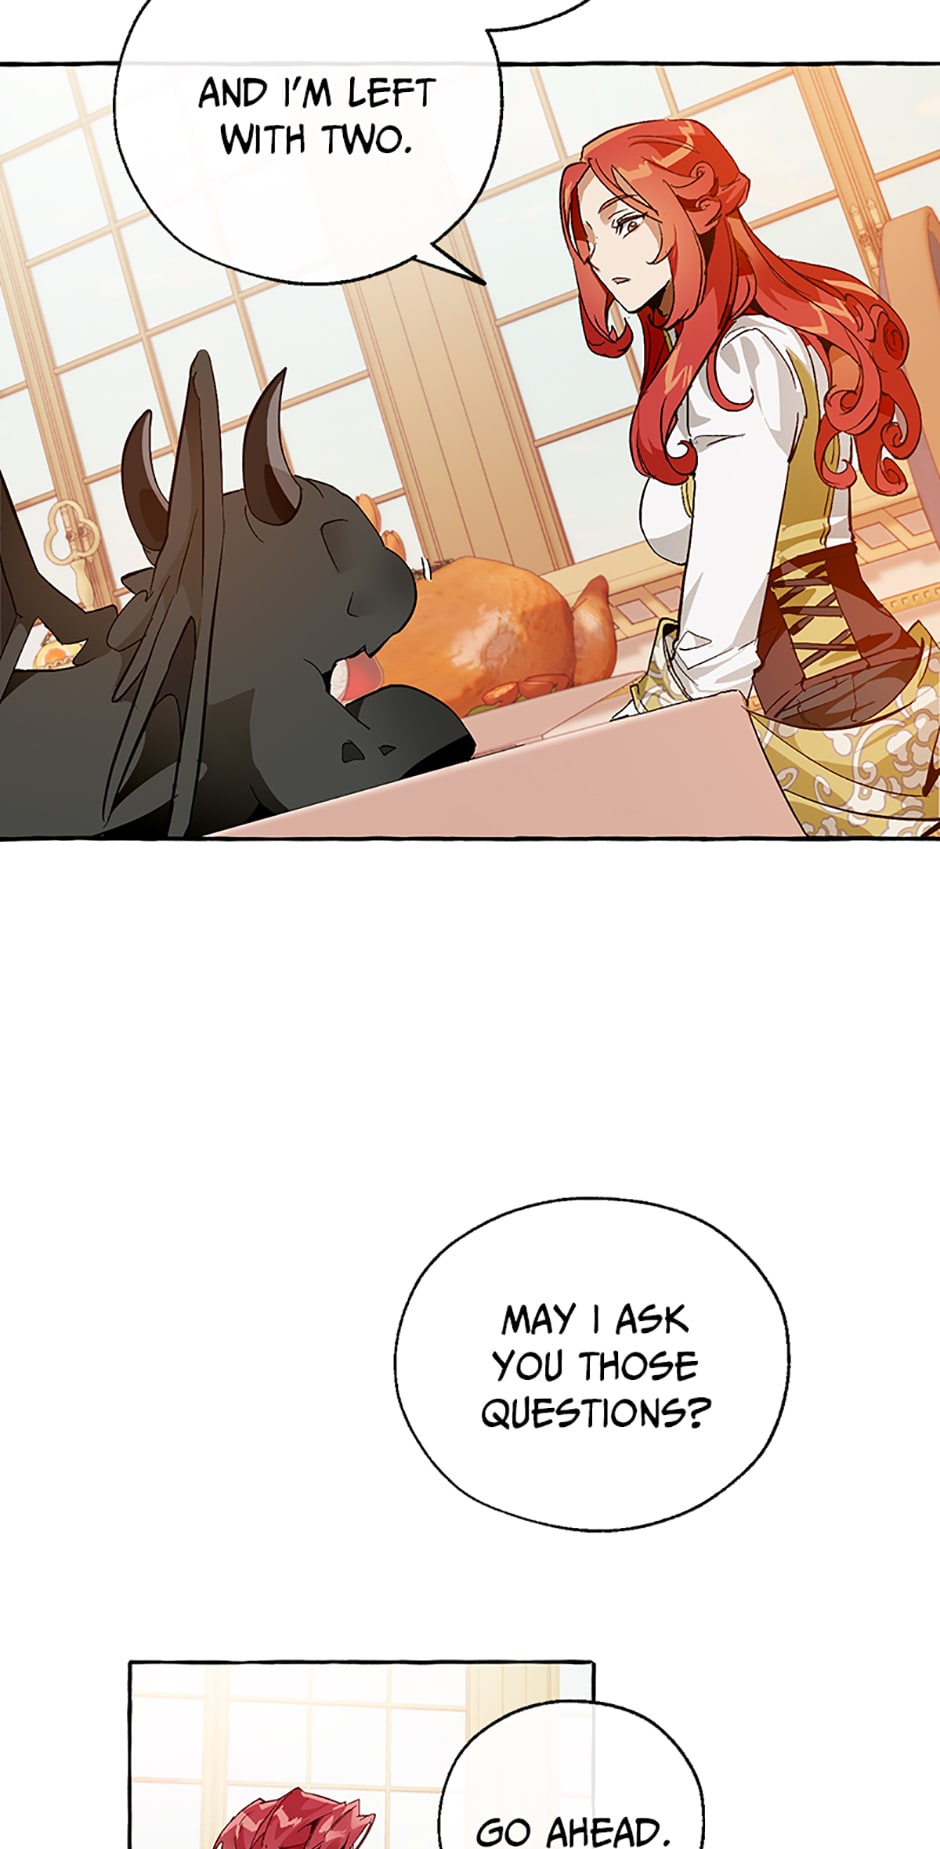 AND I'M LEFT
WITH TWO.
MAY I ASK
YOU THOSE
QUESTIONS?
GO AHEAD.